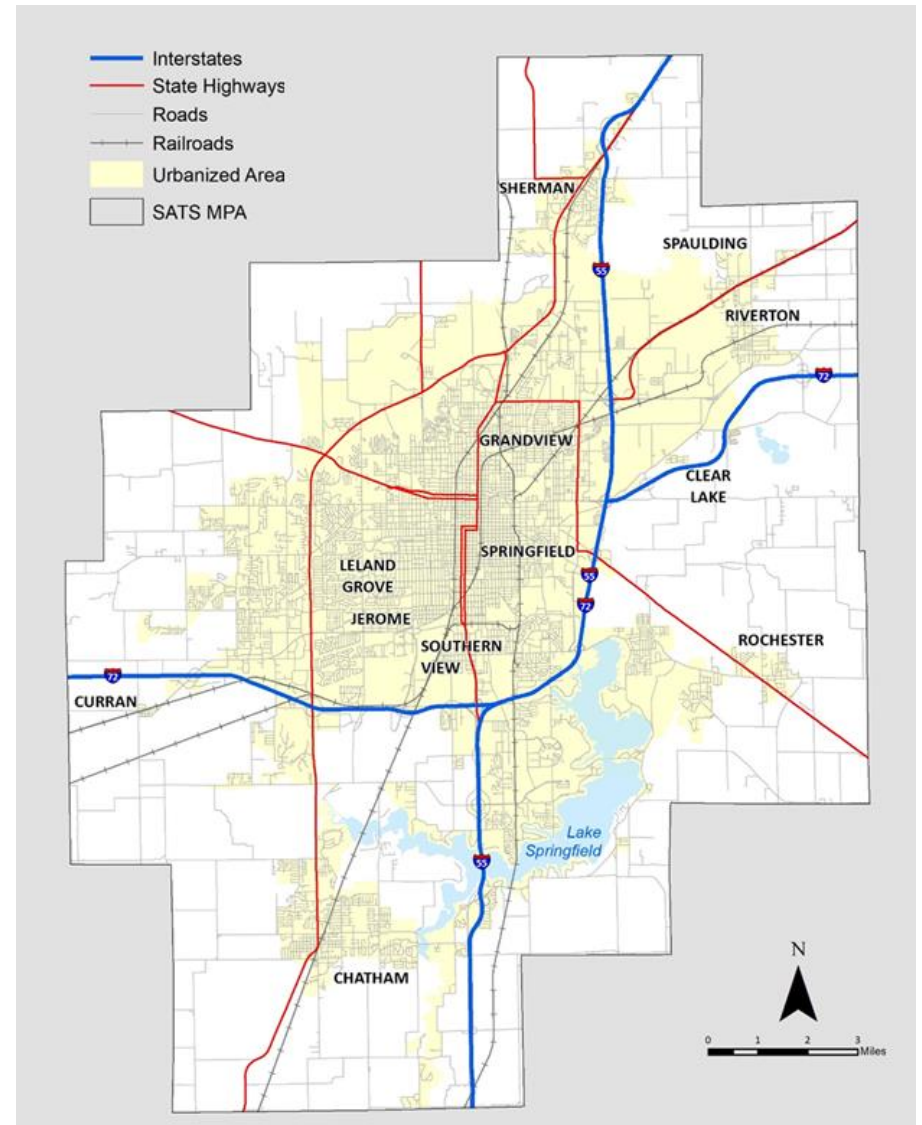 Interstates
State Highways
Roads
Railroads
Urbanized Area
SATS MPA
SHERMAN
SPAULDING
55
RIVERTON
72
GRANDVIEW
CLEAR
LAKE
SPRINGFIELD
LELAND
GROVE
55
72
JEROME
ROCHESTER
SOUTHERN
VIEW
72
CURRAN
Lake
Springfield
55
CHATHAM
N
0 1 2 3
Miles